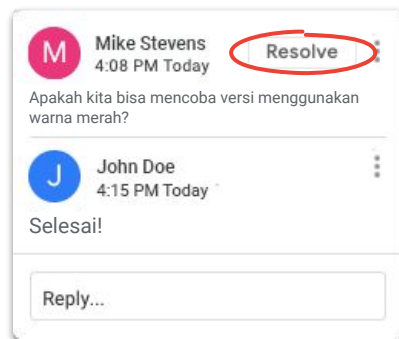 M
Mike Stevens
Resolve
4:08 PM Today
Apakah kita bisa mencoba versi menggunakan
warna merah?
J
John Doe
4:15 PM Today
Selesai!
Reply...